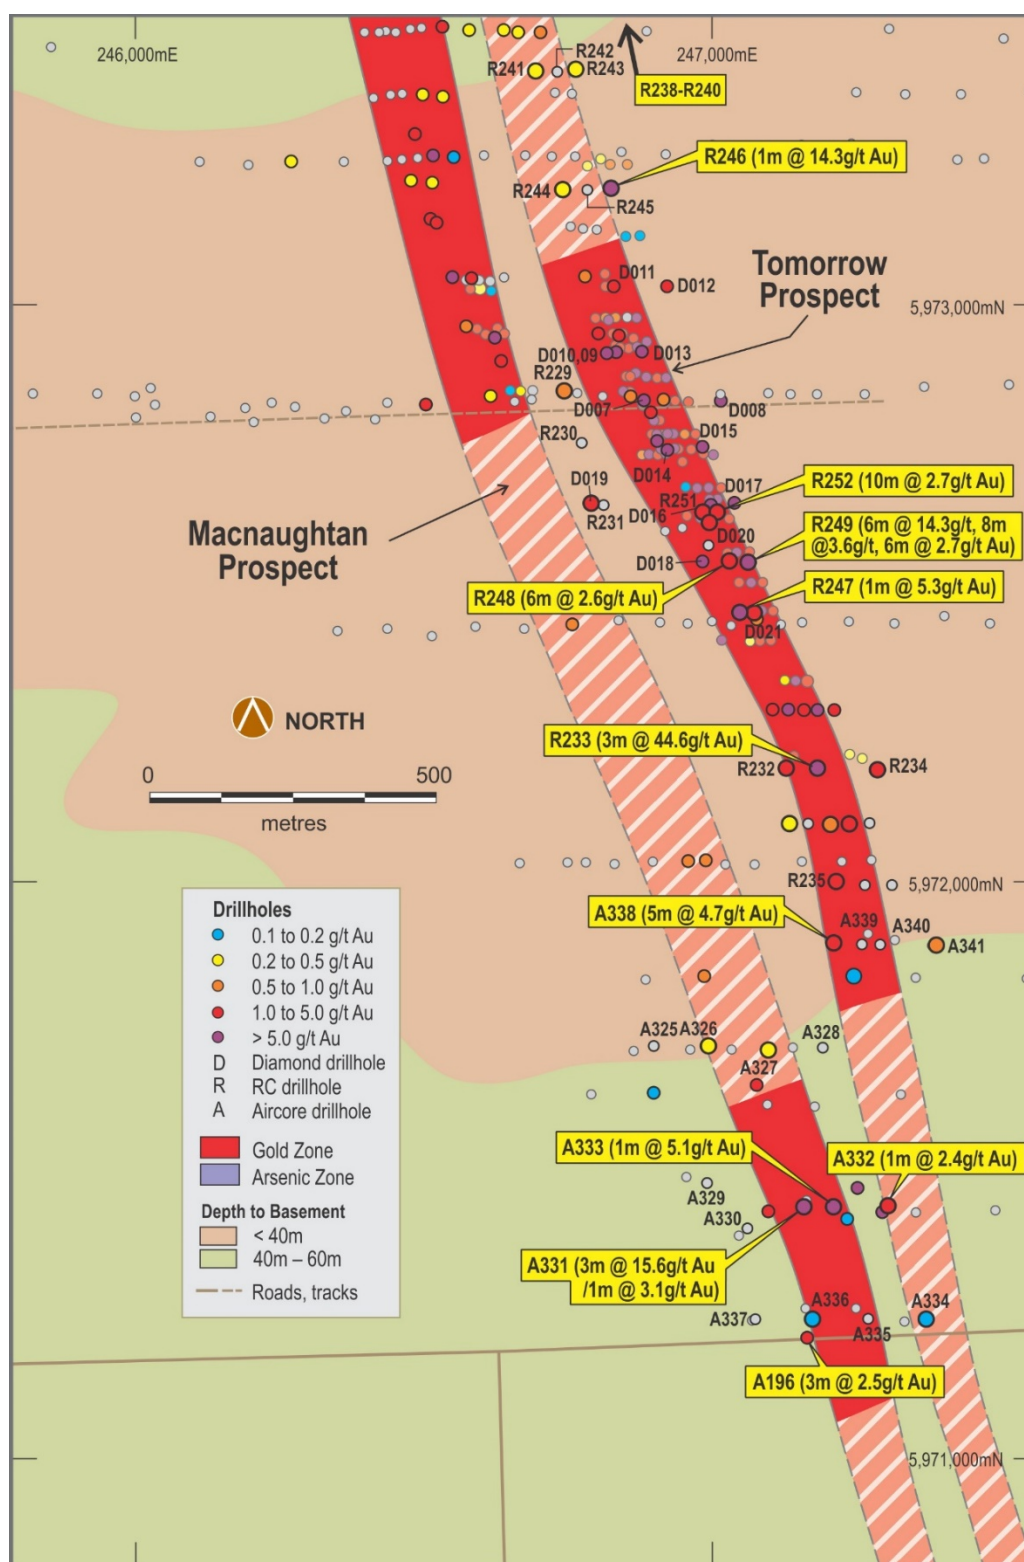 246,000mE
247,000mE
R242
R241
R243
R238-R240
R246 (1m @ 14.3g/t Au)
R244
R245
Tomorrow
Prospect
D011
D012
5,973,000mN
D010,09
D013
R229
D007
D008
R230
D015
D014
D019
D017
R252 (10m @ 2.7g/t Au)
R251
R231
D016
Macnaughtan
Prospect
D020
R249 (6m @ 14.3g/t, 8m
@3.6g/t, 6m @ 2.7g/t Au)
D018
R247 (1m @ 5.3g/t Au)
R248 (6m @ 2.6g/t Au)
D021
NORTH
R233 (3m @ 44.6g/t Au)
R232
R234
0
500
metres
R235
5,972,000mN
Drillholes
0.1 to 0.2 g/t Au
0.2 to 0.5 g/t Au
0.5 to 1.0 g/t Au
1.0 to 5.0 g/t Au
> 5.0 g/t Au
D Diamond drillhole
R RC drillhole
A Aircore drillhole
Gold Zone
Arsenic Zone
Depth to Basement
< 40m
40m – 60m
Roads, tracks
A338 (5m @ 4.7g/t Au)
A339
A340
A341
A325
A326
A328
A327
A333 (1m @ 5.1g/t Au)
A332 (1m @ 2.4g/t Au)
A329
A330
A331 (3m @ 15.6g/t Au
/1m @ 3.1g/t Au)
A336
A334
A337
A335
A196 (3m @ 2.5g/t Au)
5,971,000mN